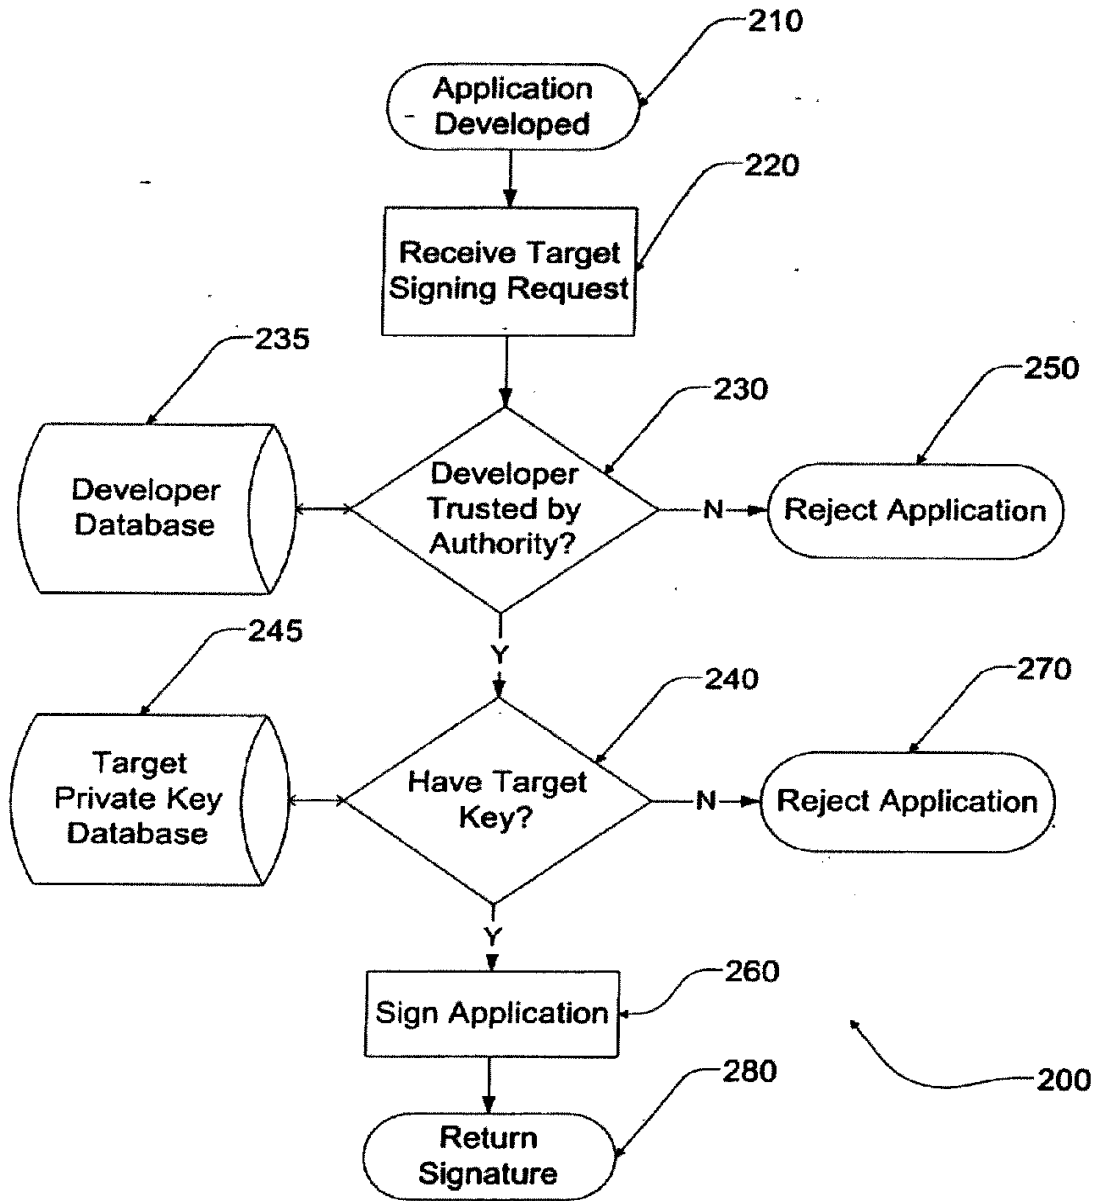 210
Application
Developed
220
Receive Target
Signing Request
235
230
250
Developer
Database
Developer
Trusted by
Authority?
N
Reject Application
Y
245
240
270
Target
Private Key
Database
Have Target
Key?
N
Reject Application
Y
260
Sign Application
280
200
Return
Signature